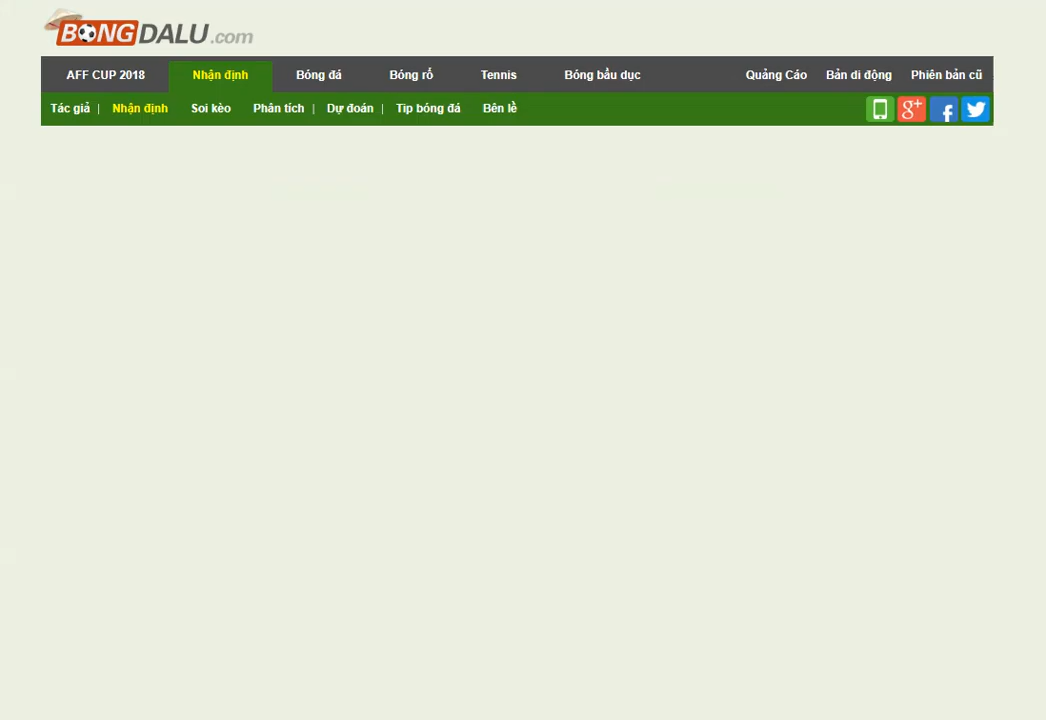 BONGDALU.com
AFF CUP 2018 Nhận định Bóng đá Bóng rổ Tennis Bóng bầu dục Quảng Cáo Bản di động Phiên bản cũ
Tác giả | Nhận định Soi kèo Phân tích | Dự đoán | Tip bóng đá Bên lề g+ f